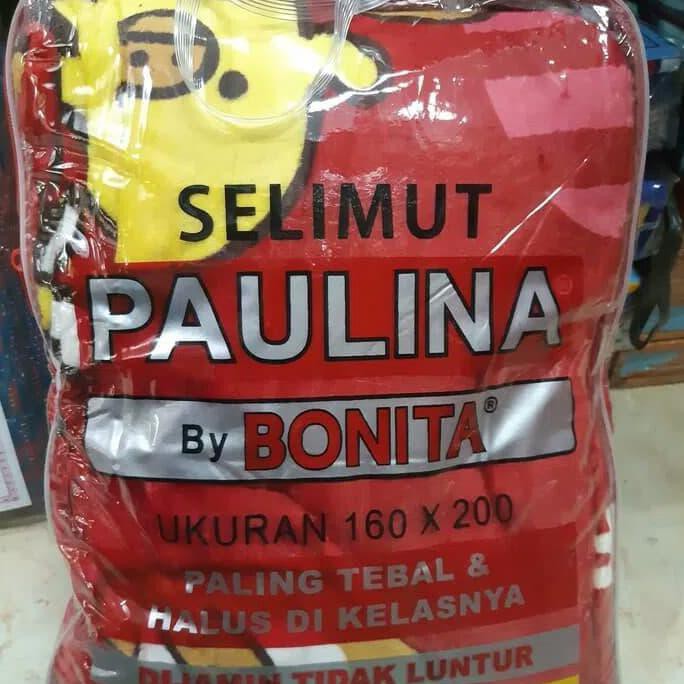 SELIMUT
PAULINA
By BONITA®
UKURAN 160 X 200
PALING TEBAL &
HALUS DI KELASNYA
DIJAMIN TIDAK LUNTUR